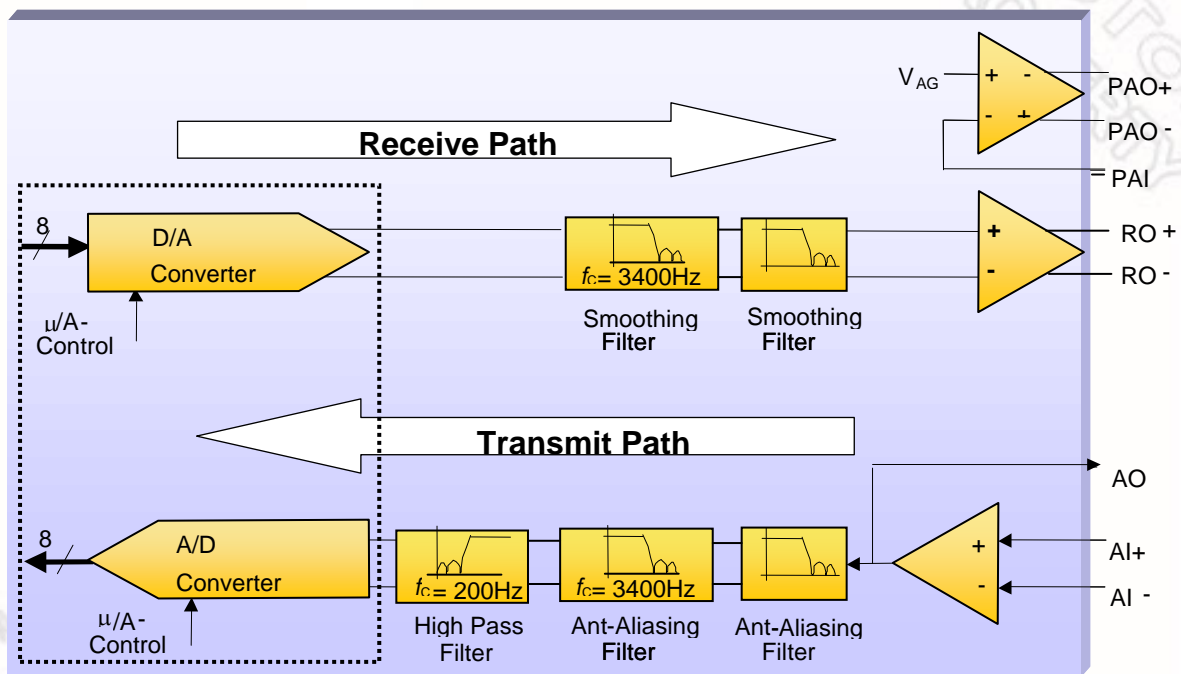 V AG
+ -
- +
PAO+
PAO -
PAI
Receive Path
8
D/A
Converter
μ/A-
Control
fC= 3400Hz
Smoothing
Filter
Smoothing
Filter
+
-
RO +
RO -
Transmit Path
AO
8
A/D
Converter
μ/A-
Control
fC= 200Hz
High Pass
Filter
fC= 3400Hz
Ant-Aliasing
Filter
Ant-Aliasing
Filter
+
-
AI+
AI -